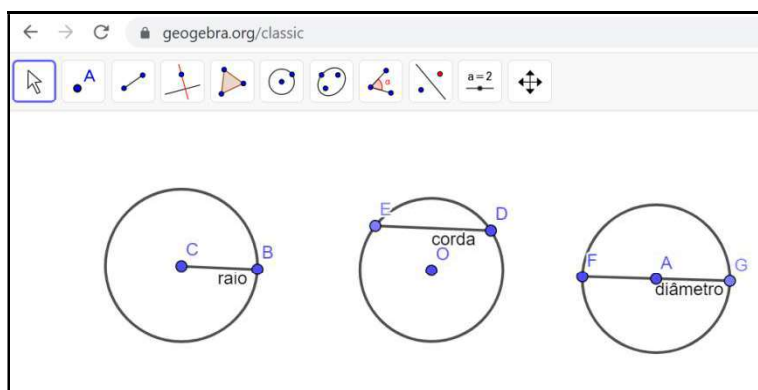 geogebra.org/classic
A
α
a=2
E
D
corda
C
B
O
raio
F
A
G
diâmetro